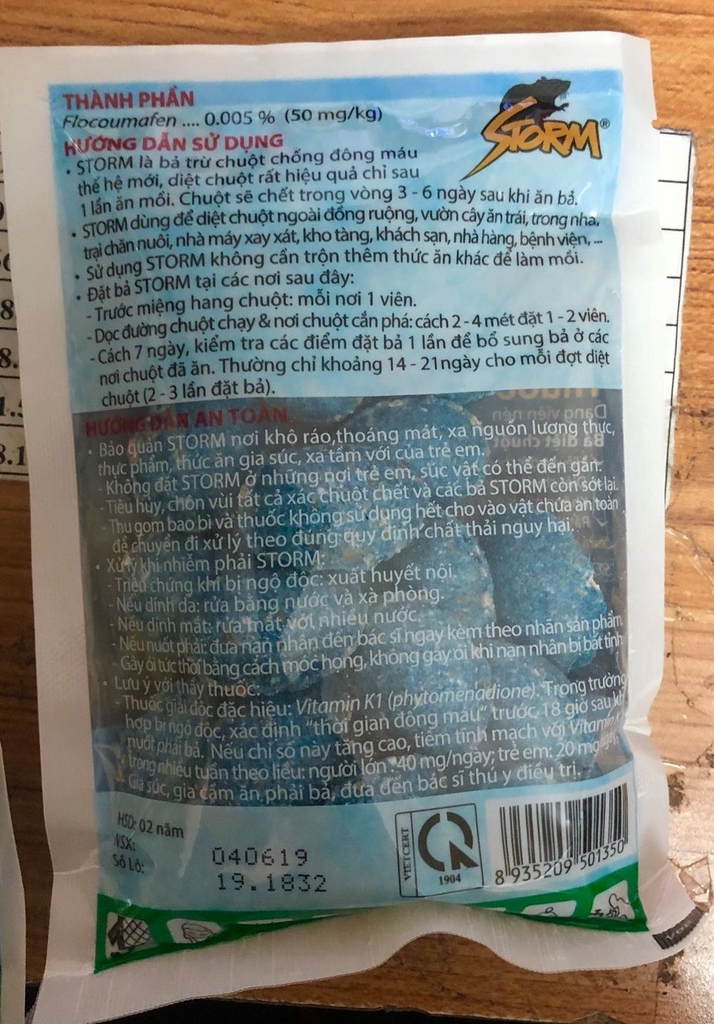 THÀNH PHẦN
Flocoumafen .... 0.005 % (50 mg/kg)
STORM®
HƯỚNG DẪN SỬ DỤNG
• STORM là bả trừ chuột chống đông máu
thế hệ mới, diệt chuột rất hiệu quả chỉ sau
1 lần ăn mồi. Chuột sẽ chết trong vòng 3 - 6 ngày sau khi ăn bả.
• STORM dùng để diệt chuột ngoài đồng ruộng, vườn cây ăn trái, trong nhà,
trại chăn nuôi, nhà máy xay xát, kho tàng, khách sạn, nhà hàng, bệnh viện, ...
• Sử dụng STORM không cần trộn thêm thức ăn khác để làm mồi.
• Đặt bả STORM tại các nơi sau đây:
- Trước miệng hang chuột: mỗi nơi 1 viên.
- Dọc đường chuột chạy & nơi chuột cắn phá: cách 2 - 4 mét đặt 1 - 2 viên.
- Cách 7 ngày, kiểm tra các điểm đặt bả 1 lần để bổ sung bả ở các
nơi chuột đã ăn. Thường chỉ khoảng 14 - 21ngày cho mỗi đợt diệt
chuột (2 - 3 lần đặt bả).
HƯỚNG DẪN AN TOÀN
• Bảo quản STORM nơi khô ráo,thoáng mát, xa nguồn lương thực,
thực phẩm, thức ăn gia súc, xa tầm với của trẻ em.
- Không đặt STORM ở những nơi trẻ em, súc vật có thể đến gần.
- Tiêu hủy, chôn vùi tất cả xác chuột chết và các bả STORM còn sót lại.
- Thu gom bao bì và thuốc không sử dụng hết cho vào vật chứa an toàn
để chuyển đi xử lý theo đúng quy định chất thải nguy hại.
• Xử lý khi nhiễm phải STORM:
- Triệu chứng khi bị ngộ độc: xuất huyết nội.
- Nếu dính da: rửa bằng nước và xà phòng.
- Nếu dính mắt: rửa mắt với nhiều nước.
- Nếu nuốt phải: đưa nạn nhân đến bác sĩ ngay kèm theo nhãn sản phẩm.
- Gây ói tức thời bằng cách móc họng, không gây ói khi nạn nhân bị bất tỉnh
• Lưu ý với thầy thuốc:
- Thuốc giải độc đặc hiệu: Vitamin K1 (phytomenadione). Trong trường
hợp bị ngộ độc, xác định "thời gian đông máu" trước 18 giờ sau khi
nuốt phải bả. Nếu chỉ số này tăng cao, tiêm tĩnh mạch với Vitamin
trong nhiều tuần theo liều: người lớn: 40 mg/ngày; trẻ em: 20
- Gia súc, gia cầm ăn phải bả, đưa đến bác sĩ thú y điều trị.
HSD: 02 năm
NSX: 040619
Số Lô: 19.1832
VIETCERT
1904
8 935209 501350